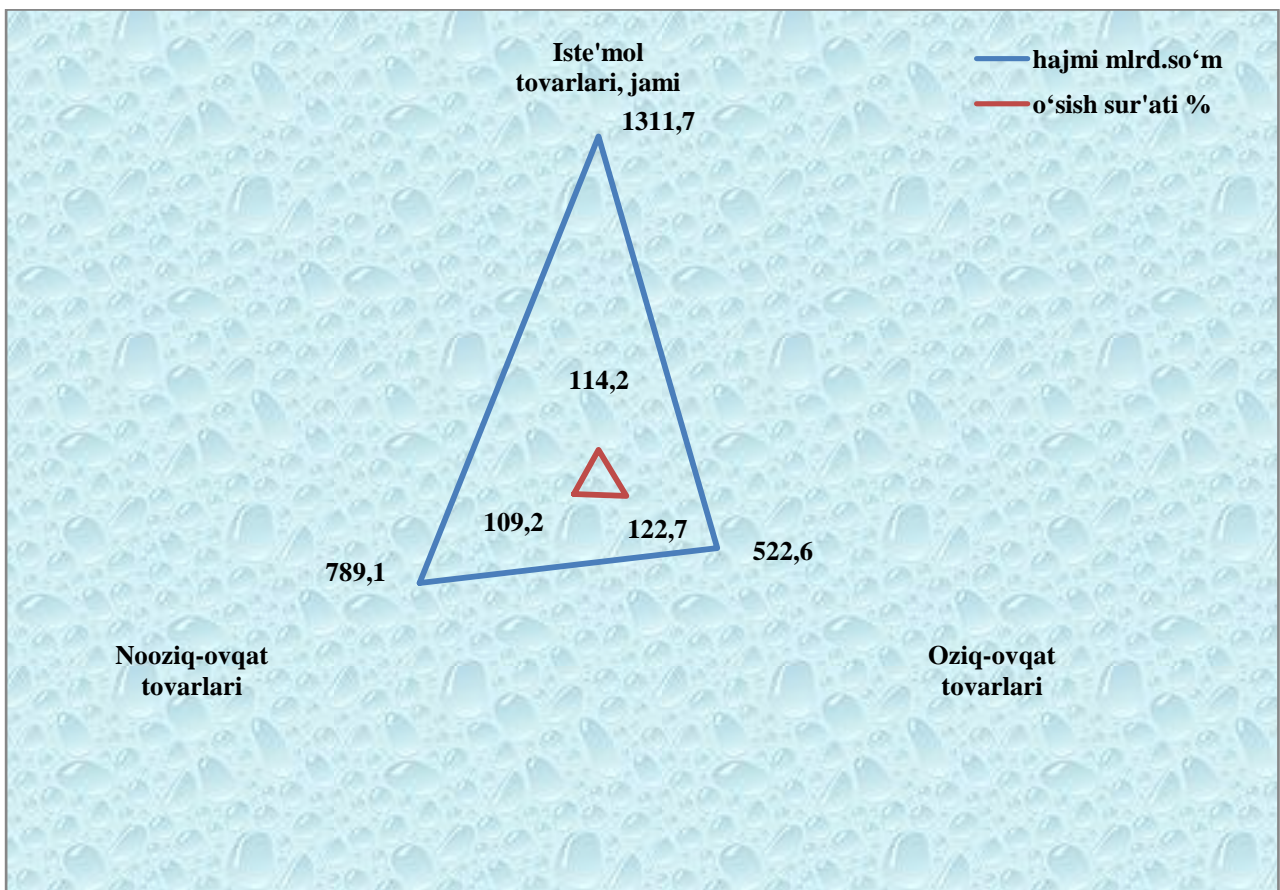 Iste'mol
tovarlari, jami
1311,7
hajmi mlrd.so‘m
o‘sish sur'ati %
114,2
109,2
122,7
522,6
789,1
Nooziq-ovqat
tovarlari
Oziq-ovqat
tovarlari